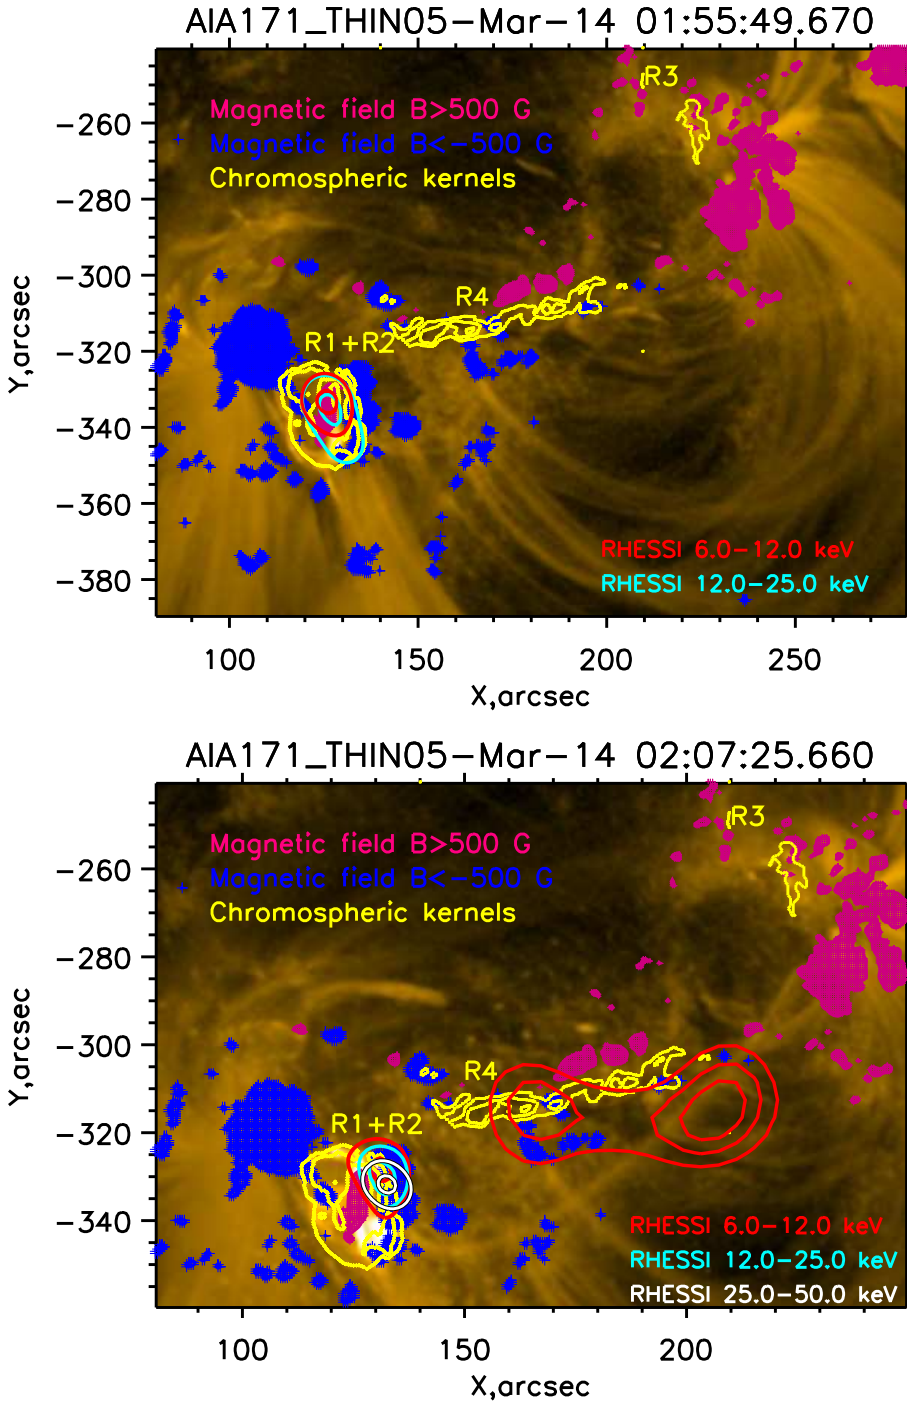 AIA171_THIN05-Mar-14 01:55:49.670
R3
Magnetic field B>500 G
Magnetic field B<-500 G
Chromospheric kernels
R4
R1+R2
RHESSI 6.0-12.0 keV
RHESSI 12.0-25.0 keV
-260
-280
-300
-320
-340
-360
-380
Y,arcsec
100 150 200 250
X,arcsec
AIA171_THIN05-Mar-14 02:07:25.660
R3
Magnetic field B>500 G
Magnetic field B<-500 G
Chromospheric kernels
R4
R1+R2
RHESSI 6.0-12.0 keV
RHESSI 12.0-25.0 keV
RHESSI 25.0-50.0 keV
-260
-280
-300
-320
-340
Y,arcsec
100 150 200
X,arcsec